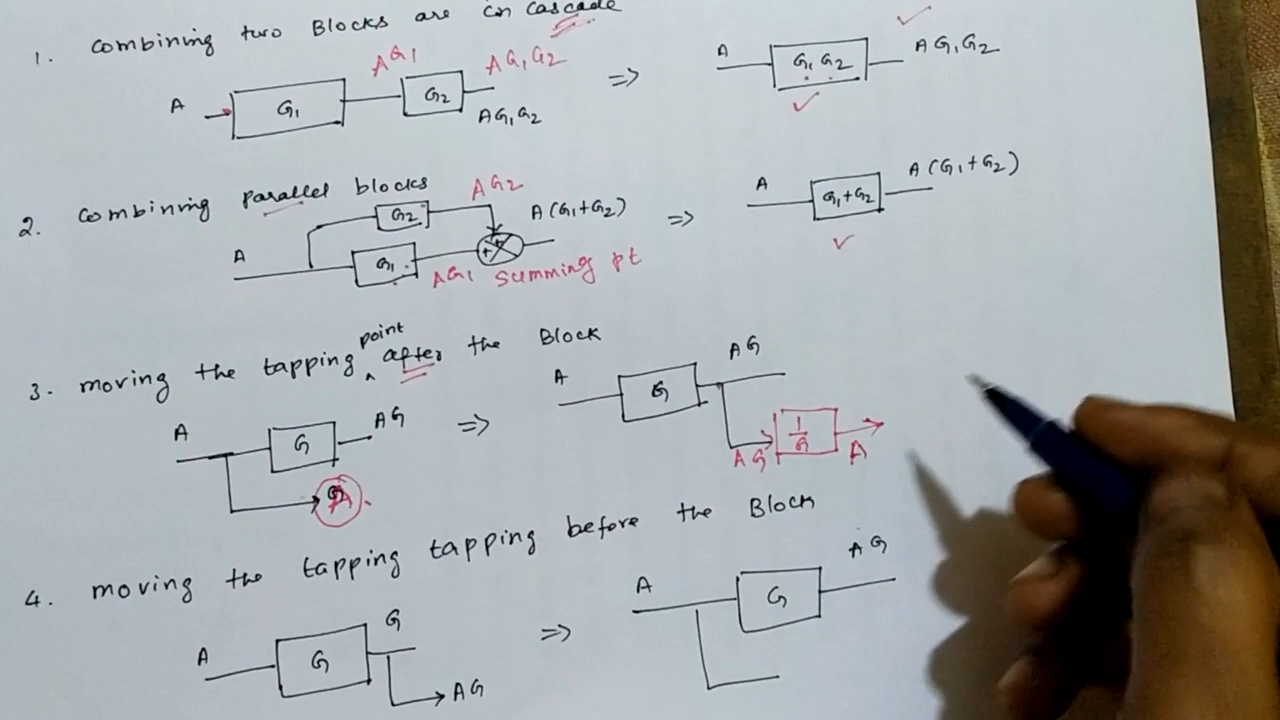 1. Combining two Blocks are in cascade
A G1 G2 AG1 AG1G2 AG1G2 => A G1 G2 AG1G2
2. Combining parallel blocks
A G2 AG2 G1 AG1 + + A(G1+G2) summing pt => A G1+G2 A(G1+G2)
3. moving the tapping point after the Block
A G AG A => A G AG AG 1/G A
4. moving the tapping tapping before the Block
A G G AG => A G AG